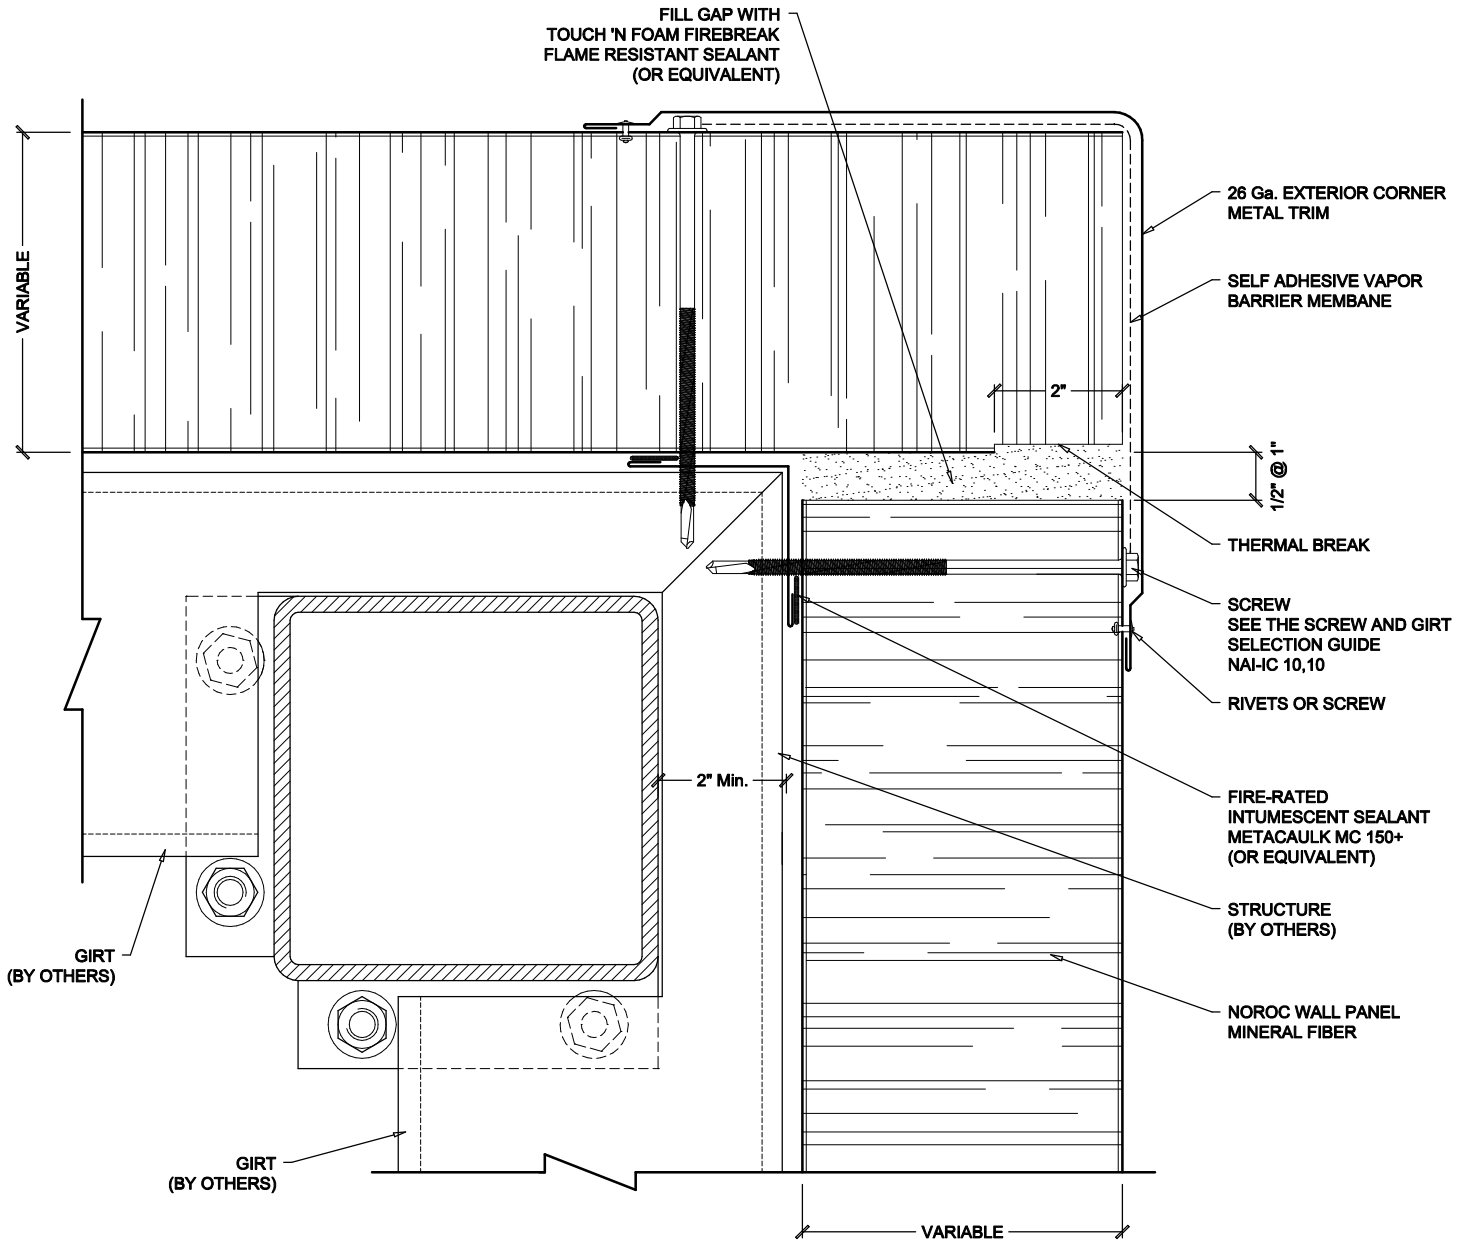 FILL GAP WITH
TOUCH 'N FOAM FIREBREAK
FLAME RESISTANT SEALANT
(OR EQUIVALENT)
VARIABLE
26 Ga. EXTERIOR CORNER
METAL TRIM
SELF ADHESIVE VAPOR
BARRIER MEMBANE
2"
1/2" @ 1"
THERMAL BREAK
SCREW
SEE THE SCREW AND GIRT
SELECTION GUIDE
NAI-IC 10,10
RIVETS OR SCREW
2" Min.
FIRE-RATED
INTUMESCENT SEALANT
METACAULK MC 150+
(OR EQUIVALENT)
STRUCTURE
(BY OTHERS)
GIRT
(BY OTHERS)
NOROC WALL PANEL
MINERAL FIBER
GIRT
(BY OTHERS)
VARIABLE